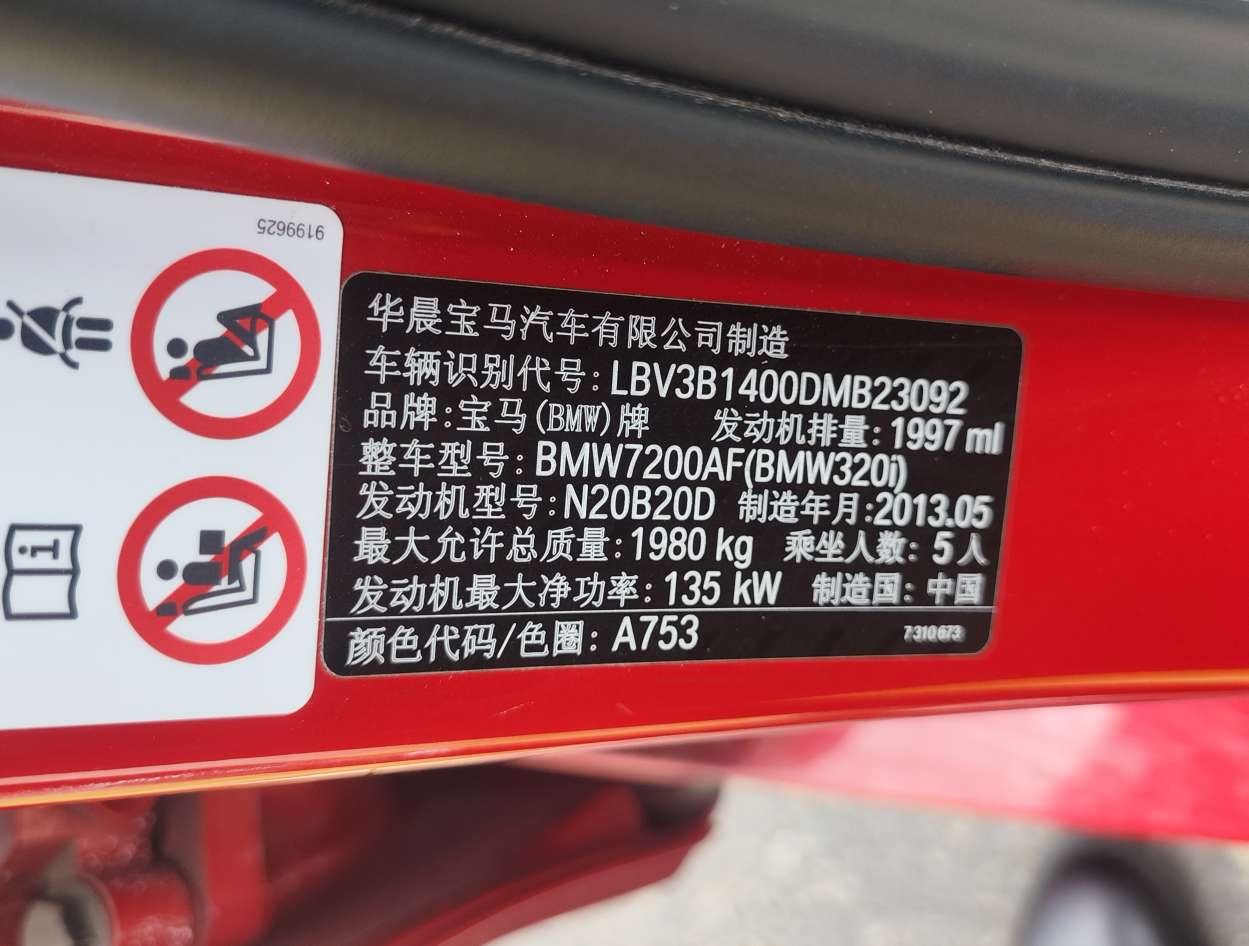 9199625
华晨宝马汽车有限公司制造
车辆识别代号: LBV3B1400DMB23092
品牌:宝马(BMW)牌 发动机排量: 1997 ml
整车型号: BMW7200AF(BMW320i)
发动机型号: N20B20D 制造年月:2013.05
最大允许总质量: 1980 kg 乘坐人数: 5人
发动机最大净功率: 135 kW 制造国: 中国
颜色代码/色圈: A753 7310673